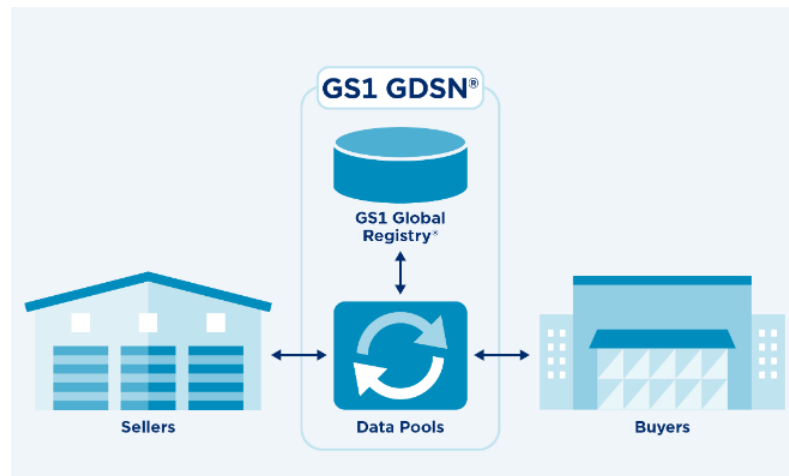 GS1 GDSN®
GS1 Global
Registry®
Sellers
Data Pools
Buyers